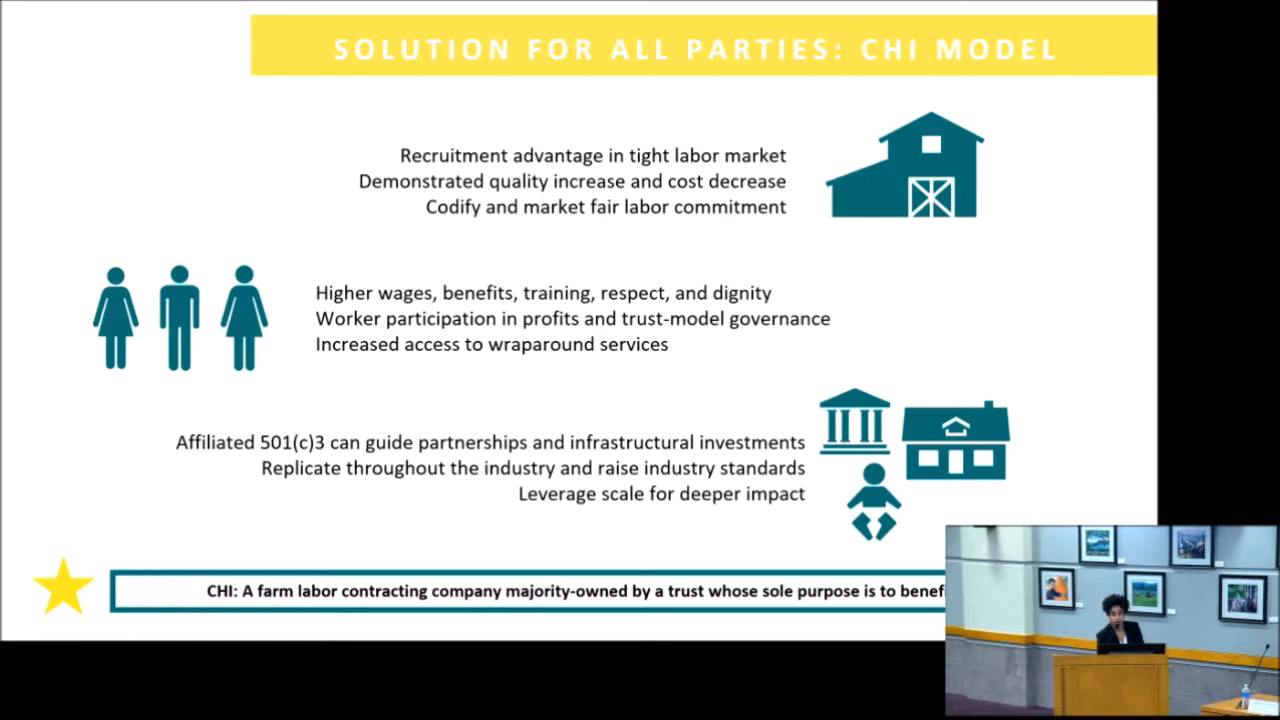 SOLUTION FOR ALL PARTIES: CHI MODEL
Recruitment advantage in tight labor market
Demonstrated quality increase and cost decrease
Codify and market fair labor commitment
Higher wages, benefits, training, respect, and dignity
Worker participation in profits and trust-model governance
Increased access to wraparound services
Affiliated 501(c)3 can guide partnerships and infrastructural investments
Replicate throughout the industry and raise industry standards
Leverage scale for deeper impact
CHI: A farm labor contracting company majority-owned by a trust whose sole purpose is to benef